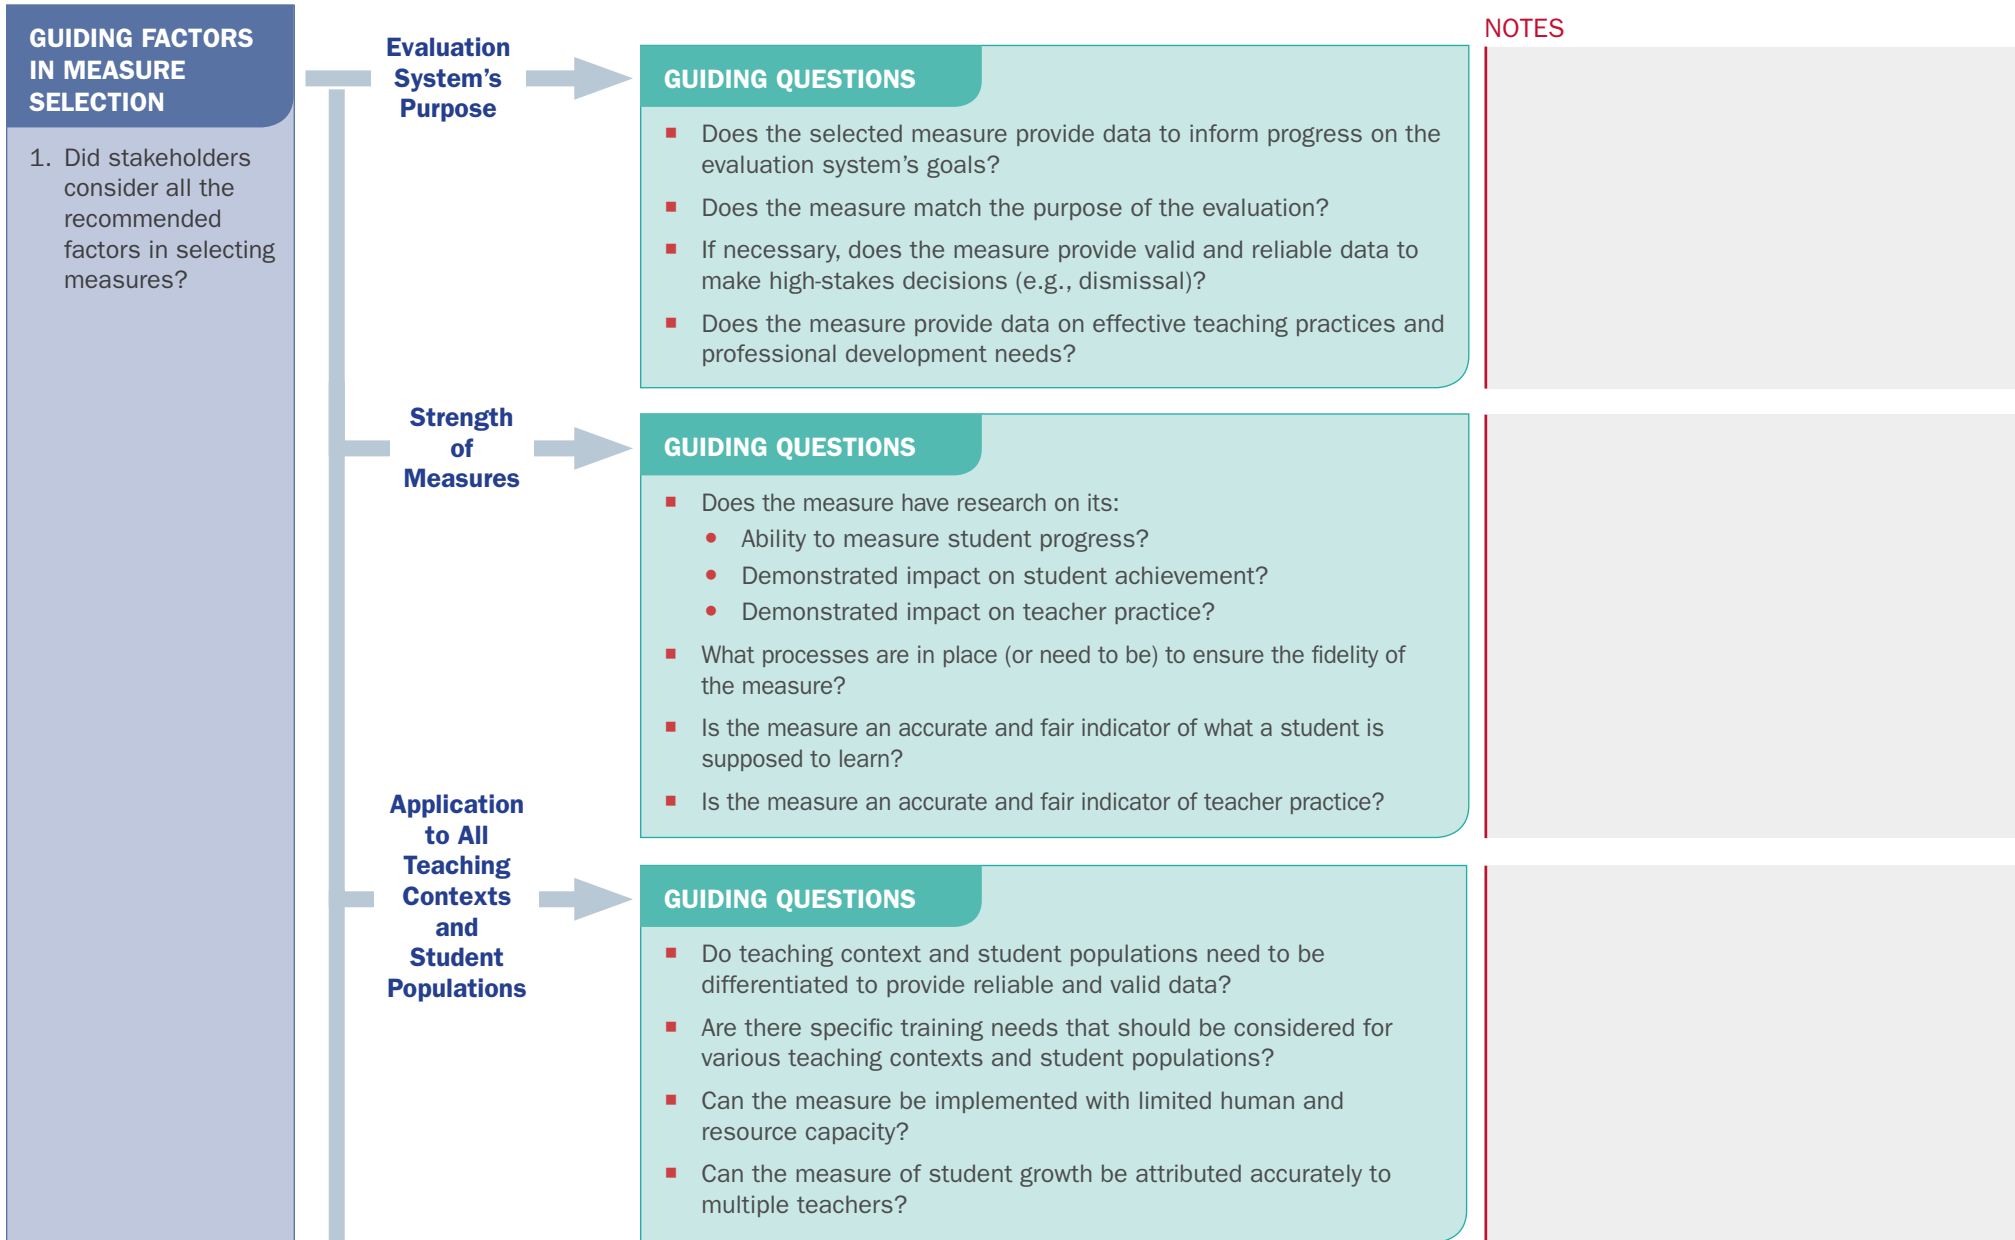 GUIDING FACTORS
IN MEASURE
SELECTION
1. Did stakeholders
consider all the
recommended
factors in selecting
measures?
Evaluation
System’s
Purpose
GUIDING QUESTIONS
■ Does the selected measure provide data to inform progress on the
evaluation system’s goals?
■ Does the measure match the purpose of the evaluation?
■ If necessary, does the measure provide valid and reliable data to
make high-stakes decisions (e.g., dismissal)?
■ Does the measure provide data on effective teaching practices and
professional development needs?
NOTES
Strength
of
Measures
GUIDING QUESTIONS
■ Does the measure have research on its:
• Ability to measure student progress?
• Demonstrated impact on student achievement?
• Demonstrated impact on teacher practice?
■ What processes are in place (or need to be) to ensure the fidelity of
the measure?
■ Is the measure an accurate and fair indicator of what a student is
supposed to learn?
■ Is the measure an accurate and fair indicator of teacher practice?
Application
to All
Teaching
Contexts
and
Student
Populations
GUIDING QUESTIONS
■ Do teaching context and student populations need to be
differentiated to provide reliable and valid data?
■ Are there specific training needs that should be considered for
various teaching contexts and student populations?
■ Can the measure be implemented with limited human and
resource capacity?
■ Can the measure of student growth be attributed accurately to
multiple teachers?